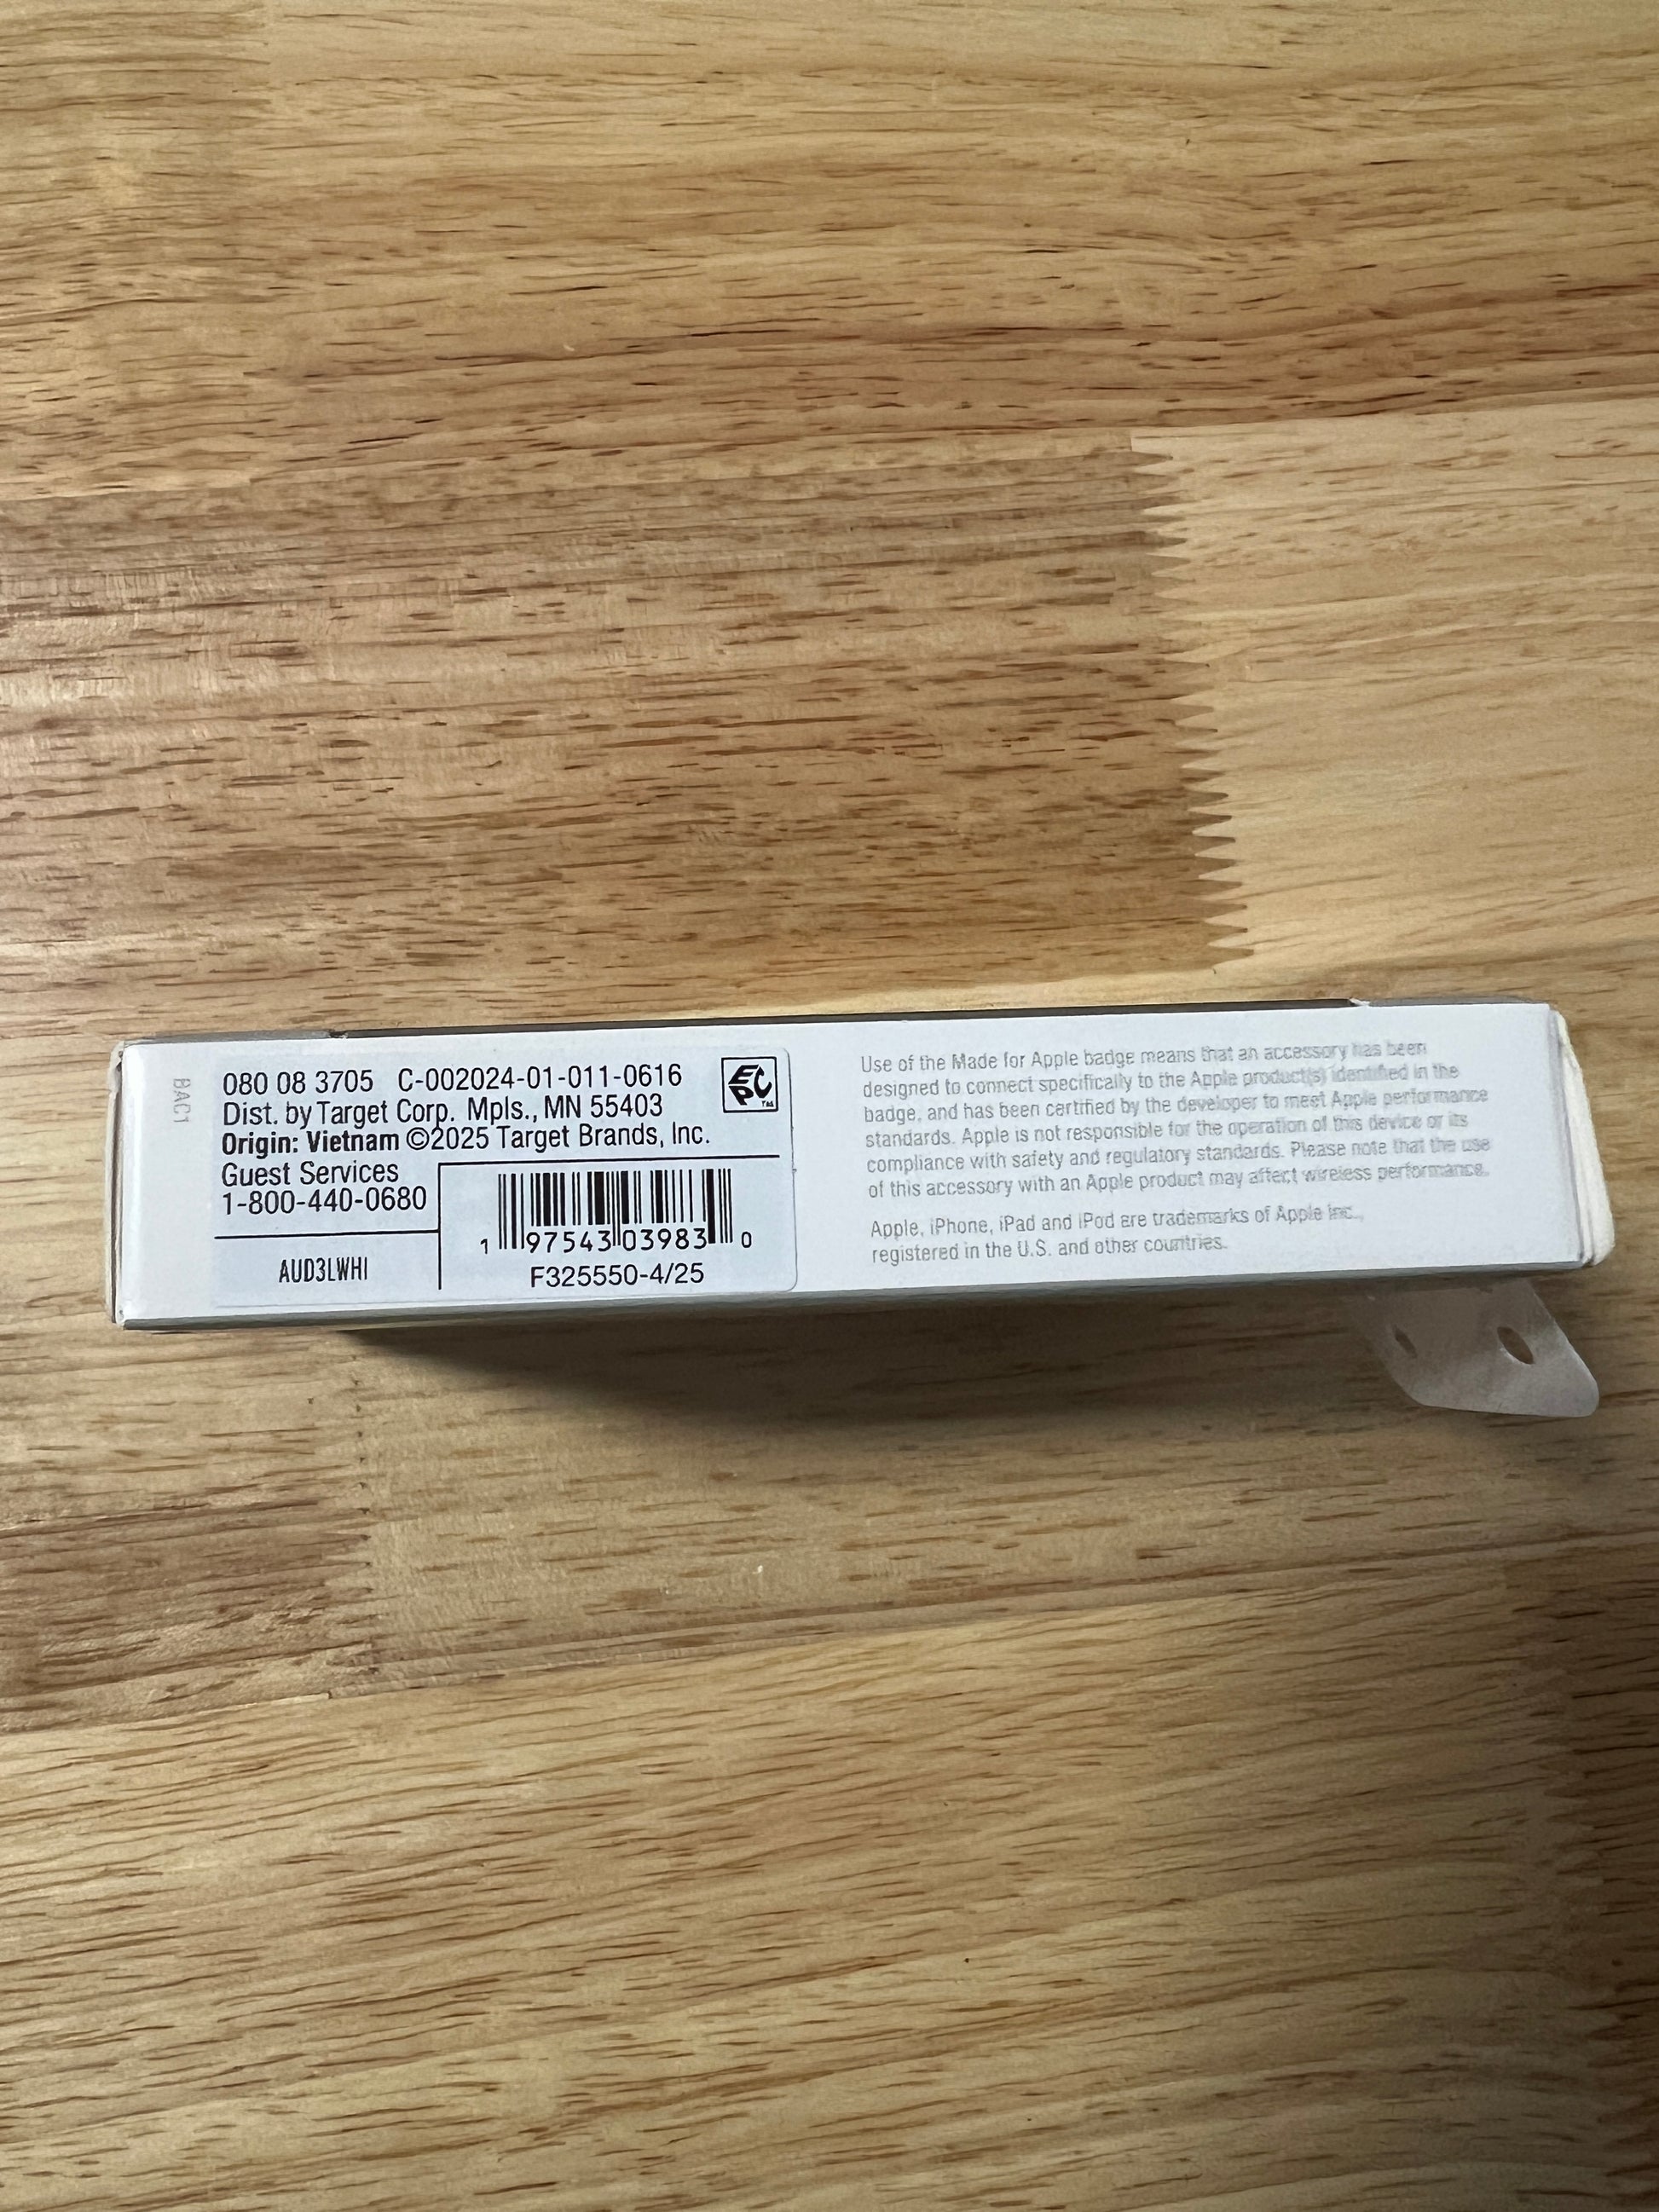 BAC1
080 08 3705 C-002024-01-011-0616
Dist. by Target Corp. Mpls., MN 55403
Origin: Vietnam ©2025 Target Brands, Inc.
Guest Services
1-800-440-0680
AUD3LWHI
EPC™
1 97543 03983 0
F325550-4/25
Use of the Made for Apple badge means that an accessory has been
designed to connect specifically to the Apple product(s) identified in the
badge, and has been certified by the developer to meet Apple performance
standards. Apple is not responsible for the operation of this device or its
compliance with safety and regulatory standards. Please note that the use
of this accessory with an Apple product may affect wireless performance.
Apple, iPhone, iPad and iPod are trademarks of Apple Inc.,
registered in the U.S. and other countries.